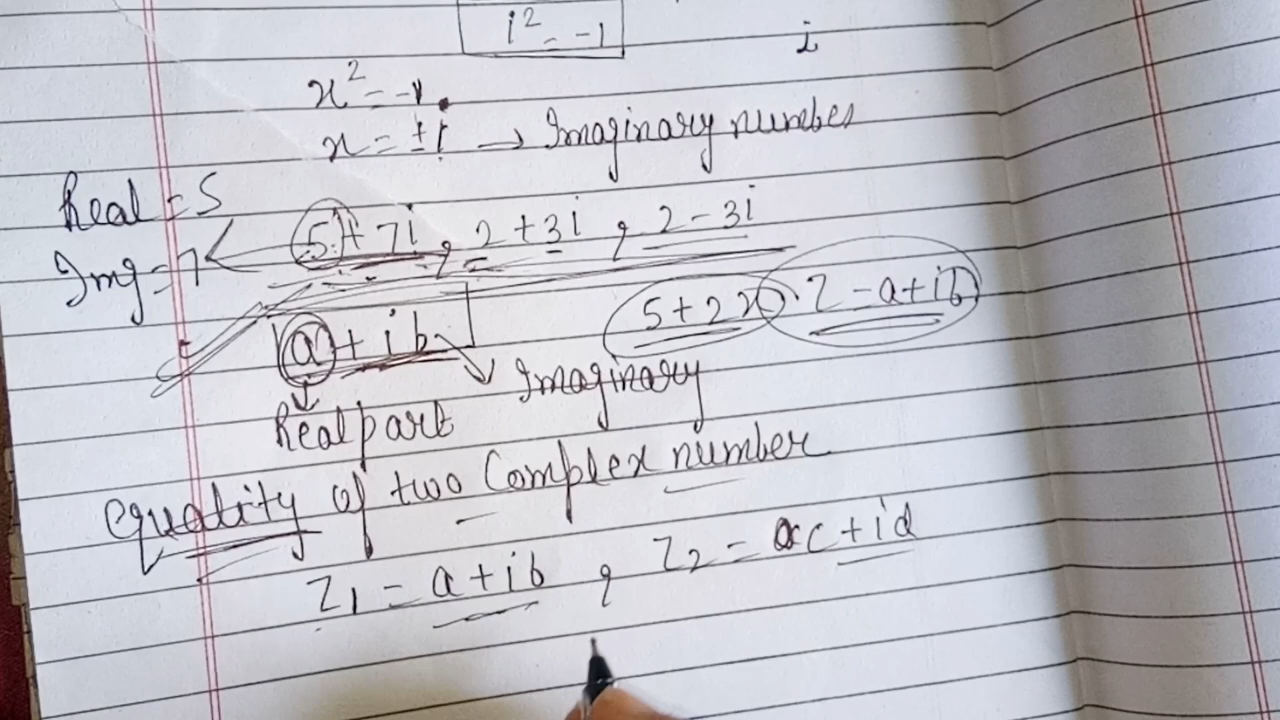 i² = -1
i
x² = -1
x = ±i → Imaginary number
Real = 5
5 + 7i , 2 + 3i , 2 - 3i
Img = 7
5 + 2x Z = a + ib
a + ib
Imaginary
Real part
equality of two Complex number
Z₁ = a + ib , Z₂ = c + id